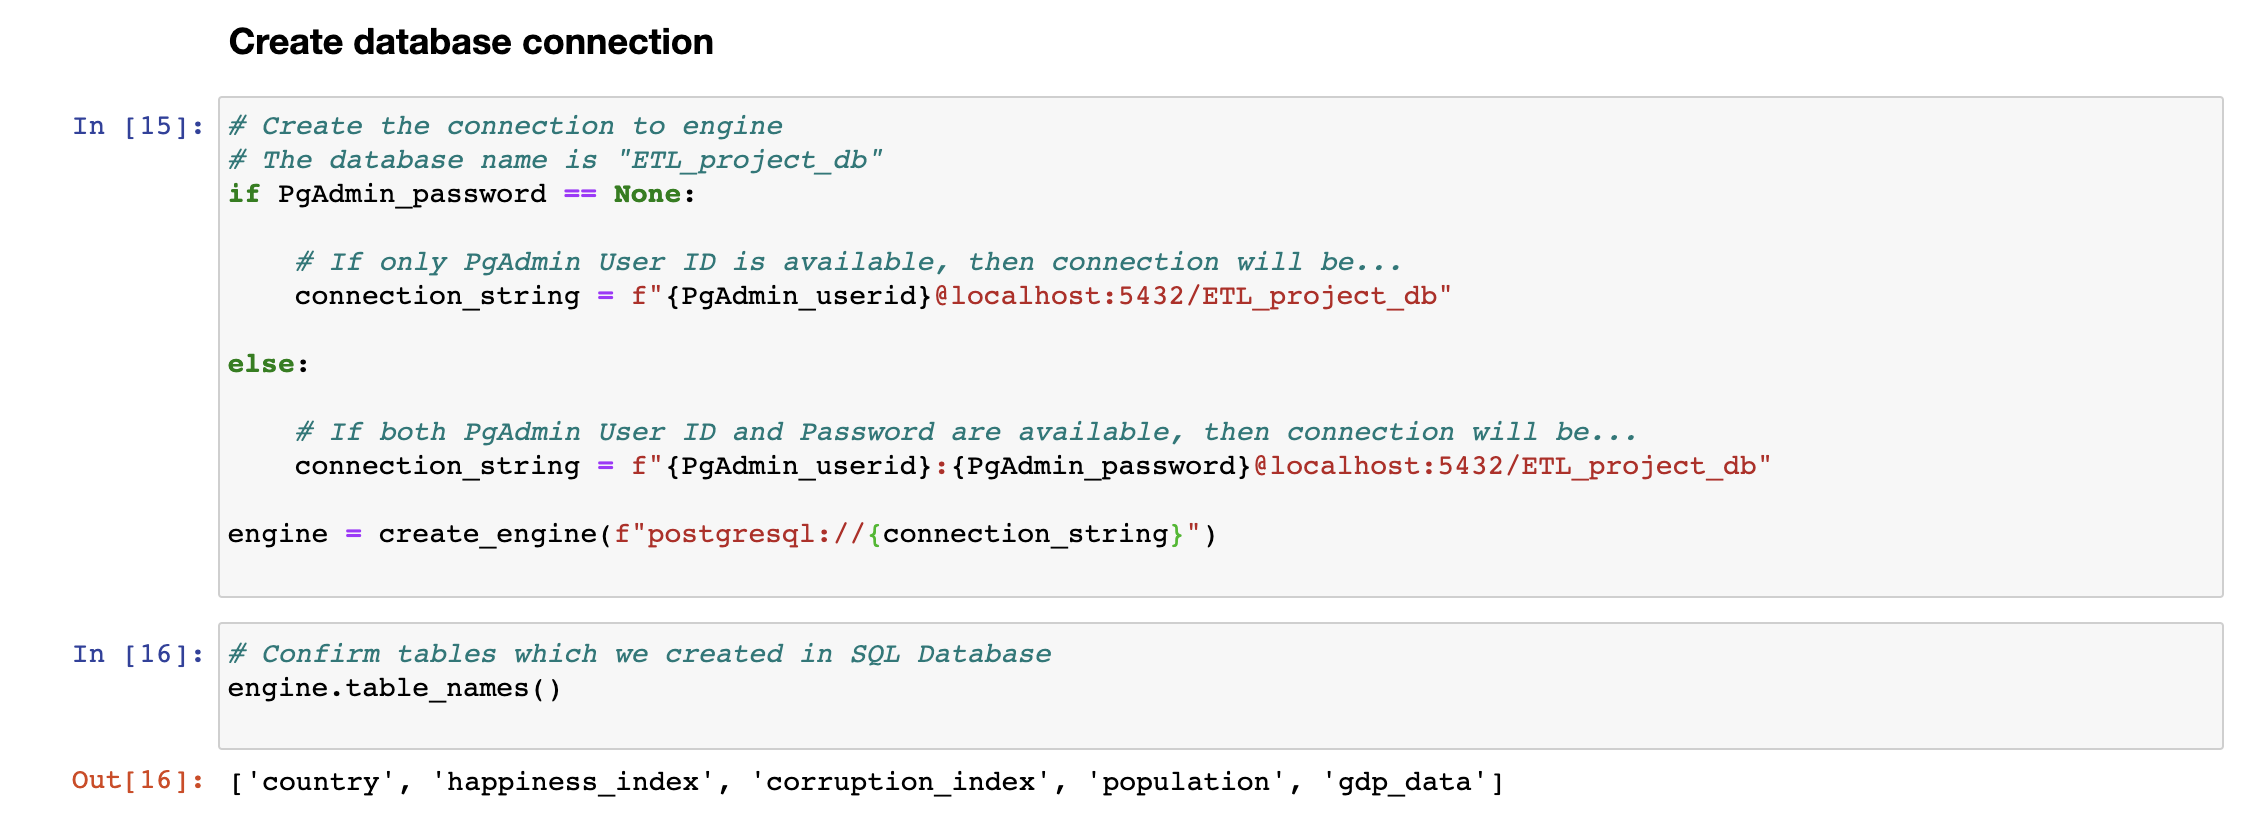 Create database connection
In [15]:
# Create the connection to engine
# The database name is "ETL_project_db"
if PgAdmin_password == None:
# If only PgAdmin User ID is available, then connection will be...
connection_string = f"{PgAdmin_userid}@localhost:5432/ETL_project_db"
else:
# If both PgAdmin User ID and Password are available, then connection will be...
connection_string = f"{PgAdmin_userid}:{PgAdmin_password}@localhost:5432/ETL_project_db"
engine = create_engine(f"postgresql://{connection_string}")
In [16]:
# Confirm tables which we created in SQL Database
engine.table_names()
Out[16]: ['country', 'happiness_index', 'corruption_index', 'population', 'gdp_data']